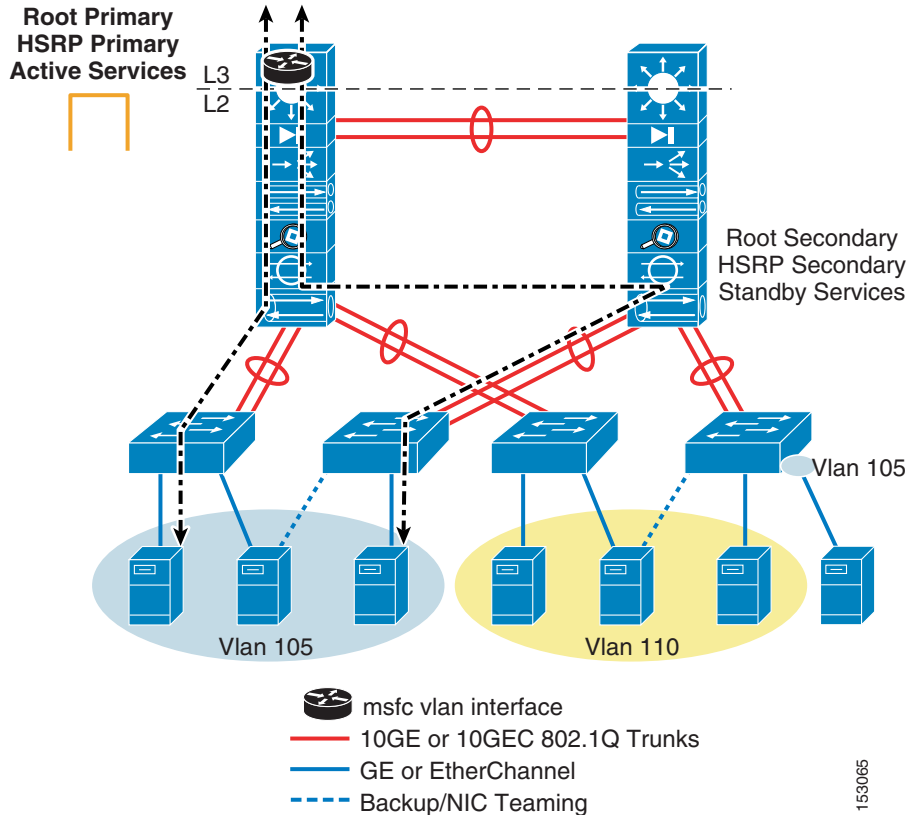 Root Primary
HSRP Primary
Active Services
L3
L2
Root Secondary
HSRP Secondary
Standby Services
Vlan 105
Vlan 105
Vlan 110
msfc vlan interface
10GE or 10GEC 802.1Q Trunks
GE or EtherChannel
Backup/NIC Teaming
153065